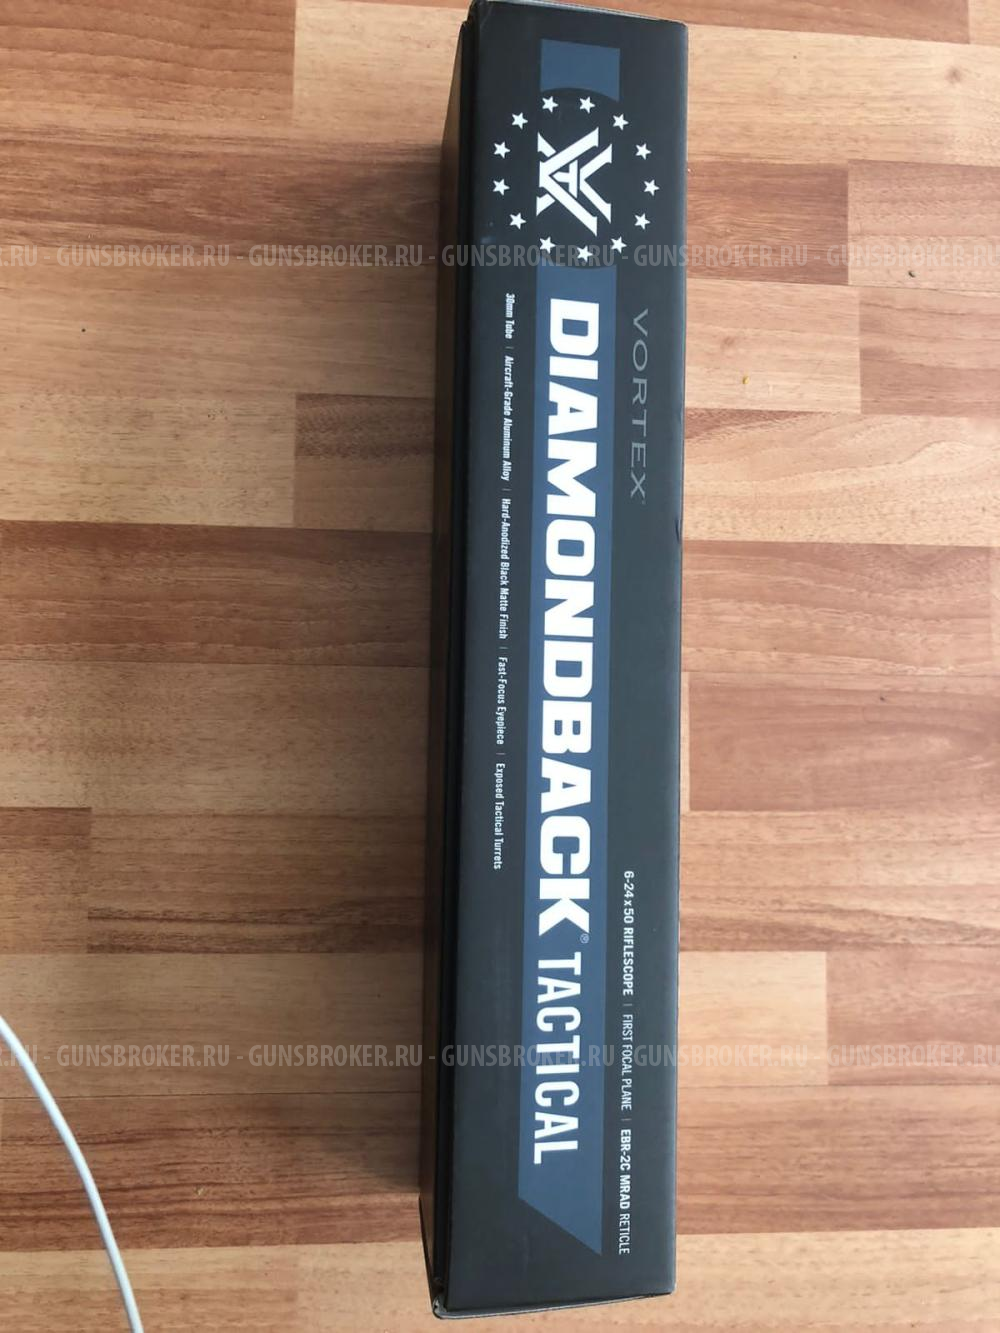 VORTEX
6-24x50 RIFLESCOPE | FIRST FOCAL PLANE | EBR-2C MRAD RETICLE
DIAMONDBACK® TACTICAL
30mm Tube | Aircraft-Grade Aluminum Alloy | Hard-Anodized Black Matte Finish | Fast-Focus Eyepiece | Exposed Tactical Turrets
.RU - GUNSBROKER.RU - GUNSBROKER.RU - GUNSBROKER.RU - GUNSBROKER.RU - GUNSBROKER.RU -
.RU - GUNSBROKER.RU - GUNSBROKER.RU - GUNSBROKER.RU - GUNSBROKER.RU - GUNSBROKER.RU -